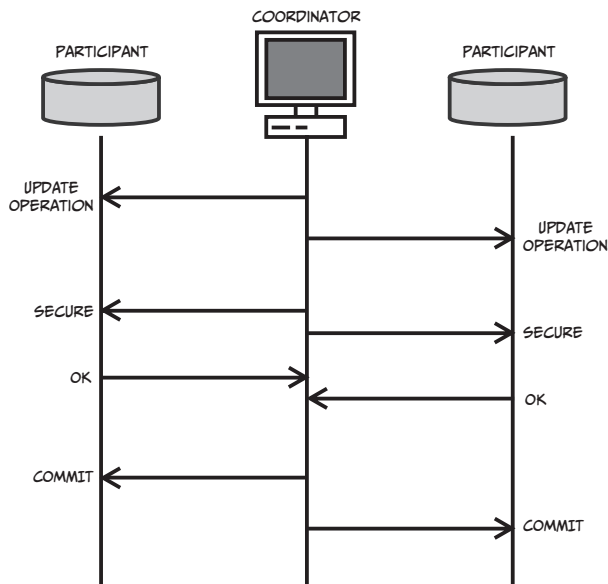 COORDINATOR
PARTICIPANT
PARTICIPANT
UPDATE
OPERATION
UPDATE
OPERATION
SECURE
SECURE
OK
OK
COMMIT
COMMIT